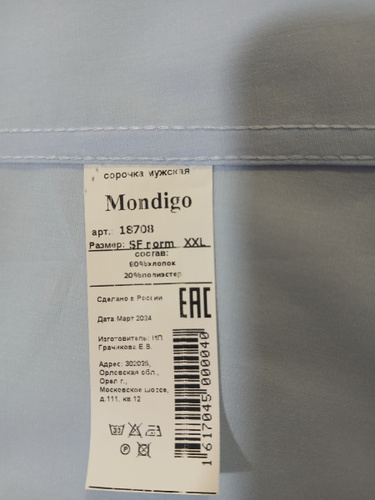 сорочка мужская
Mondigo
арт. 18708
Размер: SF norm XXL
состав:
80%хлопок
20%полиэстер
Сделано в России
EAC
Дата:Март 2024
Изготовитель: ИП
Грачикова Е.В.
Адрес: 302025,
Орловская обл.,
Орел г.,
Московское шоссе,
д.111, кв 12
1617045000040